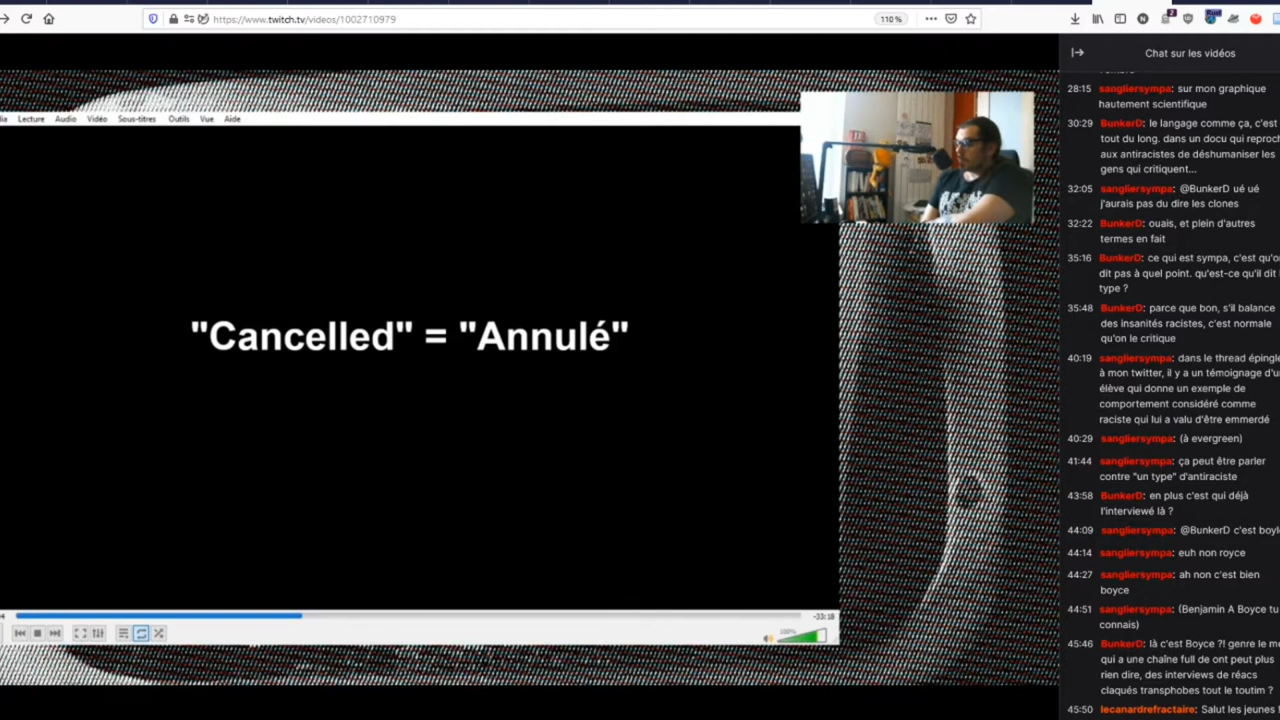 https://www.twitch.tv/videos/1002710979
110%
Lecture Audio Vidéo Sous-titres Outils Vue Aide
"Cancelled" = "Annulé"
-33:18
100%
Chat sur les vidéos
28:15 sangliersympa: sur mon graphique
hautement scientifique
30:29 BunkerD: le langage comme ça, c'est
tout du long. dans un docu qui reproch
aux antiracistes de déshumaniser les
gens qui critiquent...
32:05 sangliersympa: @BunkerD ué ué
j'aurais pas du dire les clones
32:22 BunkerD: ouais, et plein d'autres
termes en fait
35:16 BunkerD: ce qui est sympa, c'est qu'o
dit pas à quel point. qu'est-ce qu'il dit
type ?
35:48 BunkerD: parce que bon, s'il balance
des insanités racistes, c'est normale
qu'on le critique
40:19 sangliersympa: dans le thread épingle
à mon twitter, il y a un témoignage d'u
élève qui donne un exemple de
comportement considéré comme
raciste qui lui a valu d'être emmerdé
40:29 sangliersympa: (à evergreen)
41:44 sangliersympa: ça peut être parler
contre "un type" d'antiraciste
43:58 BunkerD: en plus c'est qui déjà
l'interviewé là ?
44:09 sangliersympa: @BunkerD c'est boyl
44:14 sangliersympa: euh non royce
44:27 sangliersympa: ah non c'est bien
boyce
44:51 sangliersympa: (Benjamin A Boyce tu
connais)
45:46 BunkerD: là c'est Boyce ?! genre le m
qui a une chaîne full de ont peut plus
rien dire, des interviews de réacs
claqués transphobes tout le toutim ?
45:50 lecanardrefractaire: Salut les jeunes !